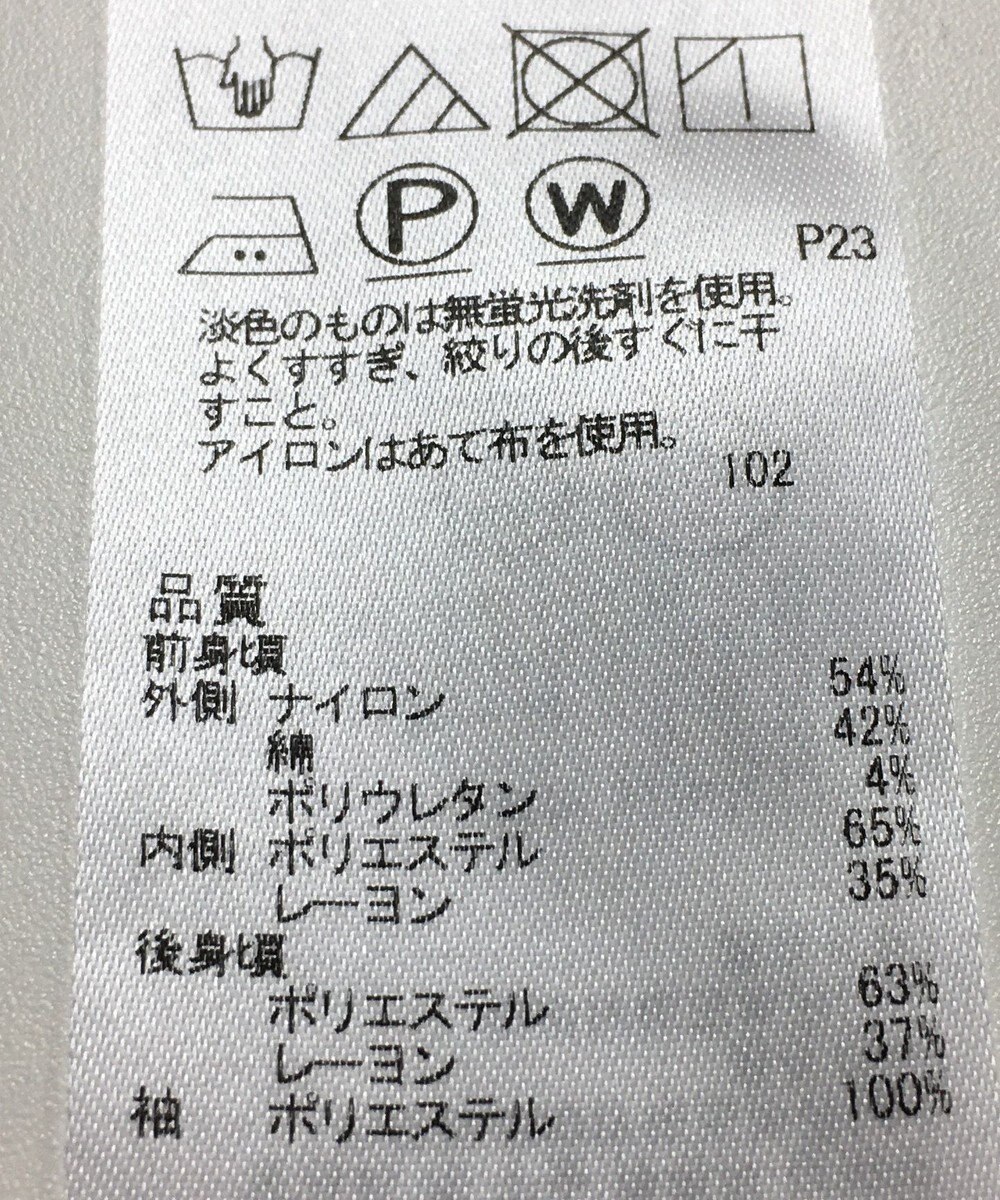 P W P23
淡色のものは無蛍光洗剤を使用。
よくすすぎ、絞りの後すぐに干
すこと。
アイロンはあて布を使用。
102
品質
前身頃
外側 ナイロン 54%
綿 42%
ポリウレタン 4%
内側 ポリエステル 65%
レーヨン 35%
後身頃
ポリエステル 63%
レーヨン 37%
袖 ポリエステル 100%